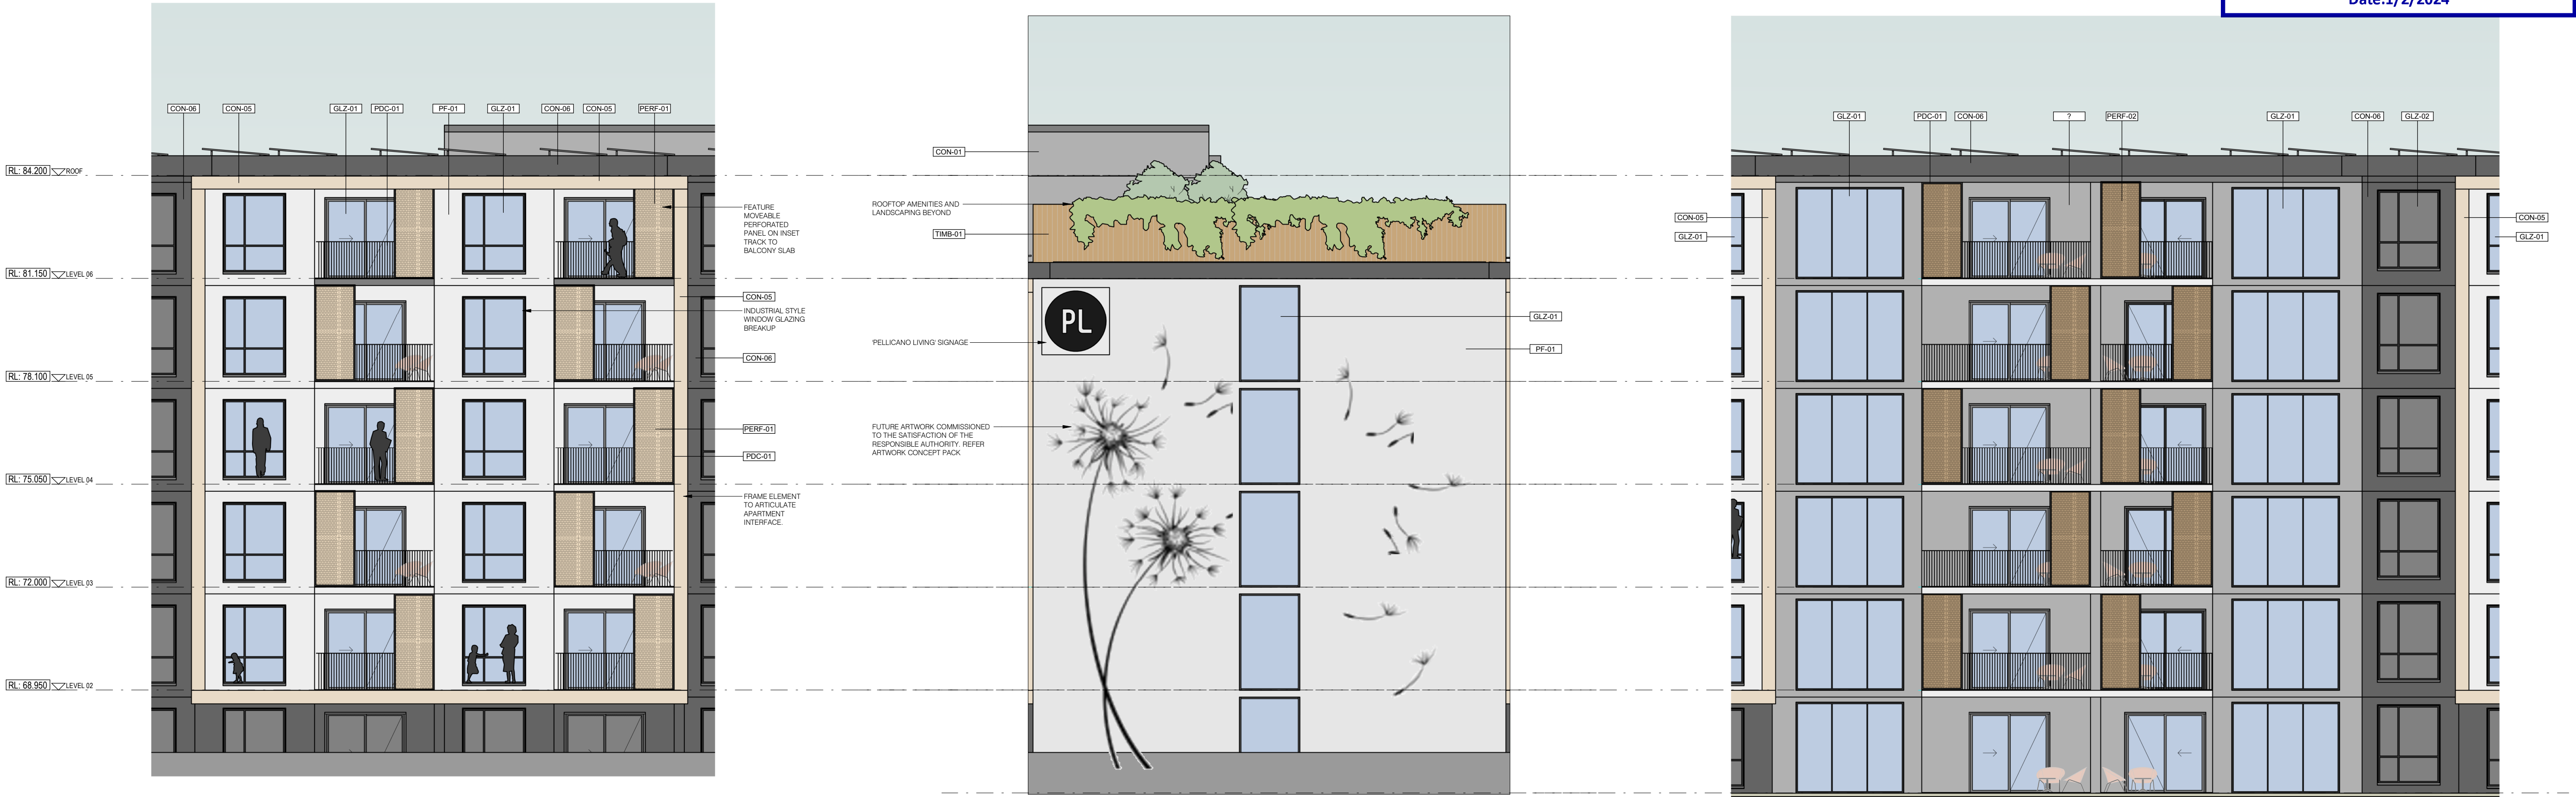 Date:1/2/2024
CON-06
CON-05
GLZ-01
PDC-01
PF-01
GLZ-01
CON-06
CON-05
PERF-01
RL: 84.200 ROOF
RL: 81.150 LEVEL 06
RL: 78.100 LEVEL 05
RL: 75.050 LEVEL 04
RL: 72.000 LEVEL 03
RL: 68.950 LEVEL 02
FEATURE
MOVEABLE
PERFORATED
PANEL ON INSET
TRACK TO
BALCONY SLAB
CON-05
INDUSTRIAL STYLE
WINDOW GLAZING
BREAKUP
CON-06
PERF-01
PDC-01
FRAME ELEMENT
TO ARTICULATE
APARTMENT
INTERFACE.
CON-01
ROOFTOP AMENITIES AND
LANDSCAPING BEYOND
TIMB-01
PL
'PELLICANO LIVING' SIGNAGE
FUTURE ARTWORK COMMISSIONED
TO THE SATISFACTION OF THE
RESPONSIBLE AUTHORITY. REFER
ARTWORK CONCEPT PACK
GLZ-01
PF-01
GLZ-01
PDC-01
CON-06
?
PERF-02
GLZ-01
CON-06
GLZ-02
CON-05
GLZ-01
CON-05
GLZ-01